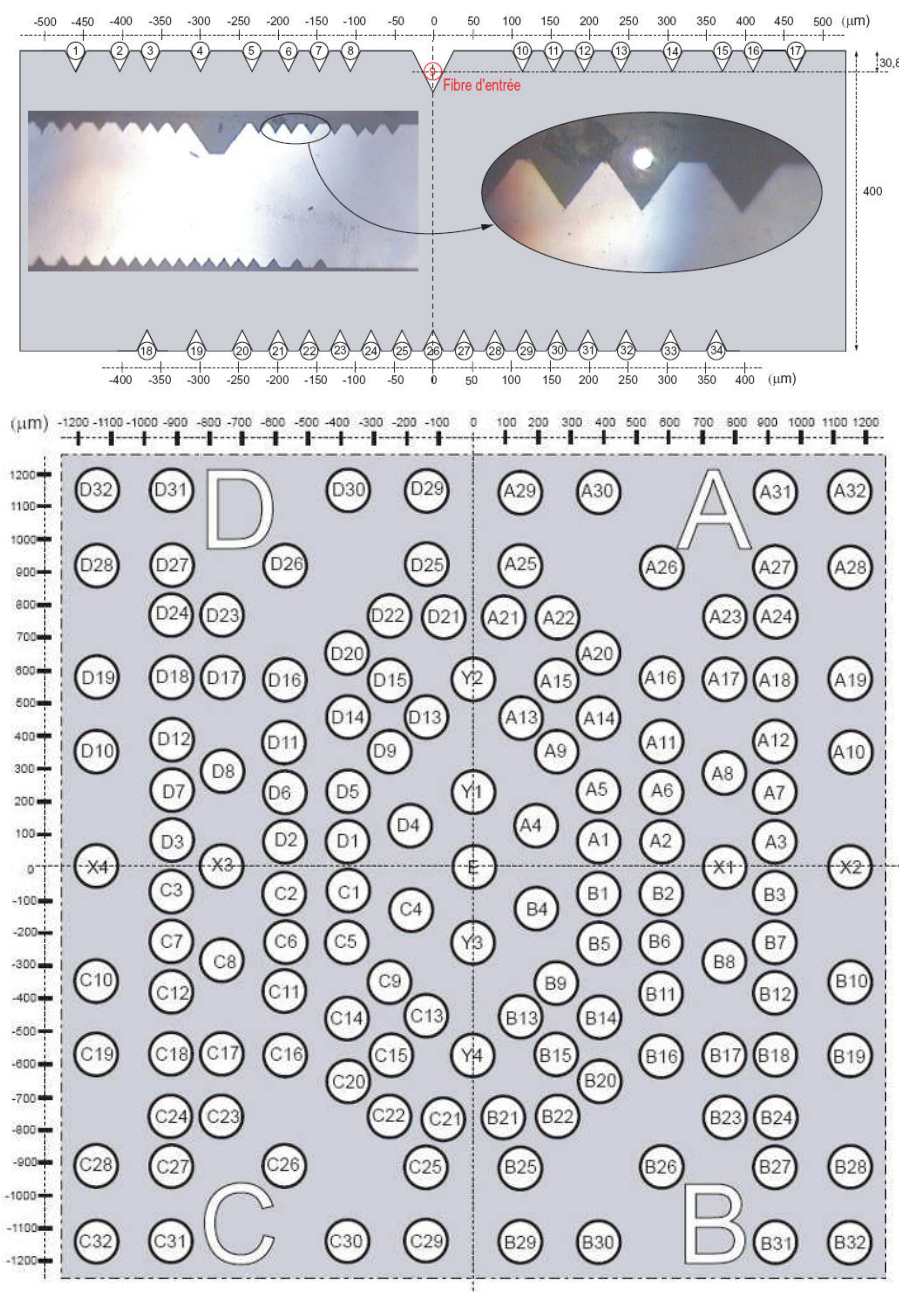 -500 -450 -400 -350 -300 -250 -200 -150 -100 -50 0 50 100 150 200 250 300 350 400 450 500 (µm)
1 2 3 4 5 6 7 8 9 10 11 12 13 14 15 16 17
30,8
Fibre d'entrée
400
18 19 20 21 22 23 24 25 26 27 28 29 30 31 32 33 34
-400 -350 -300 -250 -200 -150 -100 -50 0 50 100 150 200 250 300 350 400 (µm)
(µm) -1200 -1100 -1000 -900 -800 -700 -600 -500 -400 -300 -200 -100 0 100 200 300 400 500 600 700 800 900 1000 1100 1200
1200
1100 D32 D31 D D30 D29 A29 A30 A A31 A32
1000
900 D28 D27 D26 D25 A25 A26 A27 A28
800 D24 D23 D22 D21 A21 A22 A23 A24
700 D20 A20
600 D19 D18 D17 D16 D15 Y2 A15 A16 A17 A18 A19
500 D14 D13 A13 A14
400 D10 D12 D11 D9 A9 A11 A12 A10
300 D8 A8
200 D7 D6 D5 Y1 A5 A6 A7
100 D3 D2 D1 D4 A4 A1 A2 A3
0 X4 X3 E X1 X2
-100 C3 C2 C1 C4 B4 B1 B2 B3
-200 C7 C6 C5 Y3 B5 B6 B7
-300 C10 C8 C9 B9 B8 B10
-400 C12 C11 C14 C13 B13 B14 B11 B12
-500
-600 C19 C18 C17 C16 C15 Y4 B15 B16 B17 B18 B19
-700 C20 B20
-800 C24 C23 C22 C21 B21 B22 B23 B24
-900 C28 C27 C26 C25 B25 B26 B27 B28
-1000
-1100 C32 C31 C C30 C29 B29 B30 B B31 B32
-1200